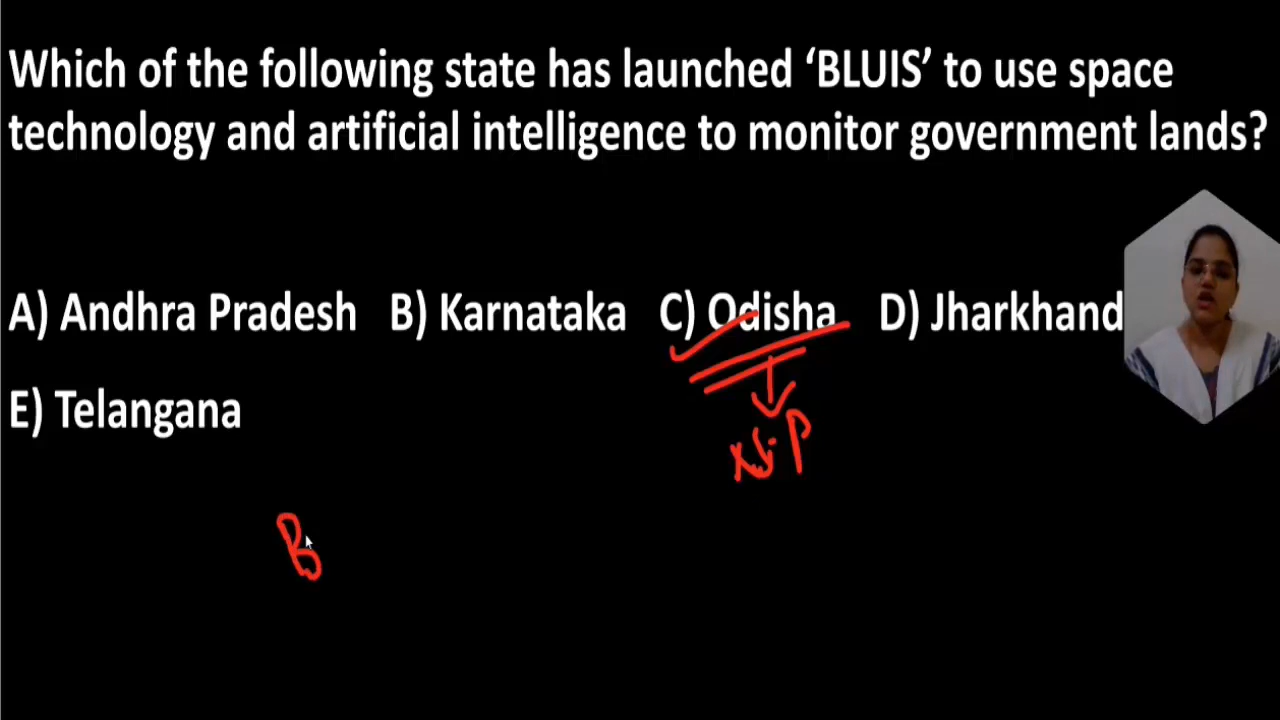 Which of the following state has launched ‘BLUIS’ to use space
technology and artificial intelligence to monitor government lands?
A) Andhra Pradesh B) Karnataka C) Odisha D) Jharkhand
E) Telangana
N.P
B